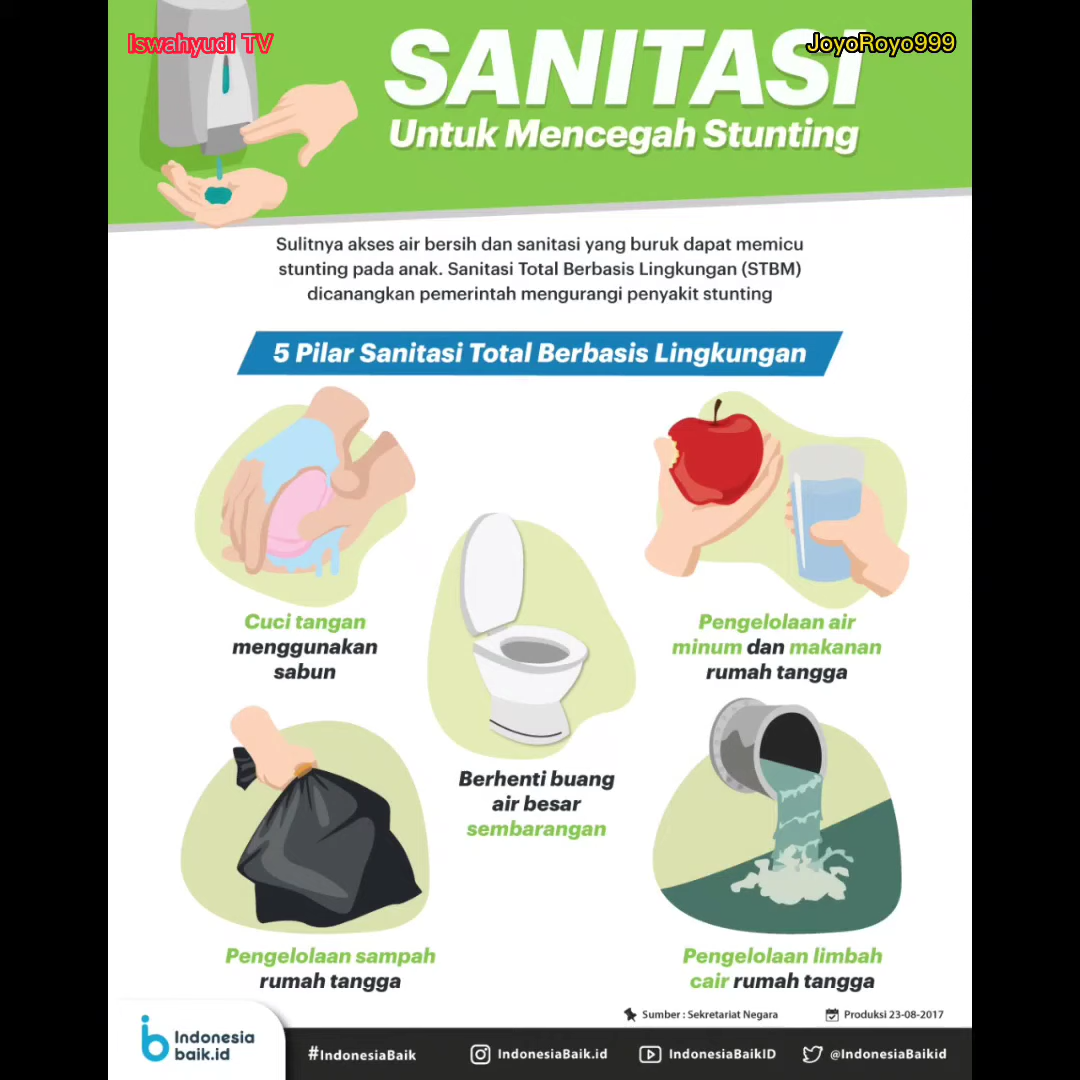 Iswahyudi TV
JoyoRoyo999
SANITASI
Untuk Mencegah Stunting
Sulitnya akses air bersih dan sanitasi yang buruk dapat memicu
stunting pada anak. Sanitasi Total Berbasis Lingkungan (STBM)
dicanangkan pemerintah mengurangi penyakit stunting
5 Pilar Sanitasi Total Berbasis Lingkungan
Cuci tangan
menggunakan
sabun
Pengelolaan air
minum dan makanan
rumah tangga
Berhenti buang
air besar
sembarangan
Pengelolaan sampah
rumah tangga
Pengelolaan limbah
cair rumah tangga
Sumber : Sekretariat Negara
Produksi 23-08-2017
Indonesia
baik.id
#IndonesiaBaik
IndonesiaBaik.id
IndonesiaBaikID
@IndonesiaBaikid